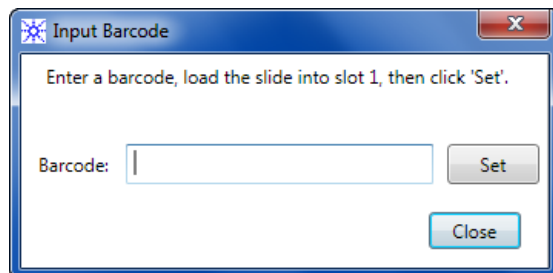 Input Barcode
Enter a barcode, load the slide into slot 1, then click 'Set'.
Barcode:
Set
Close